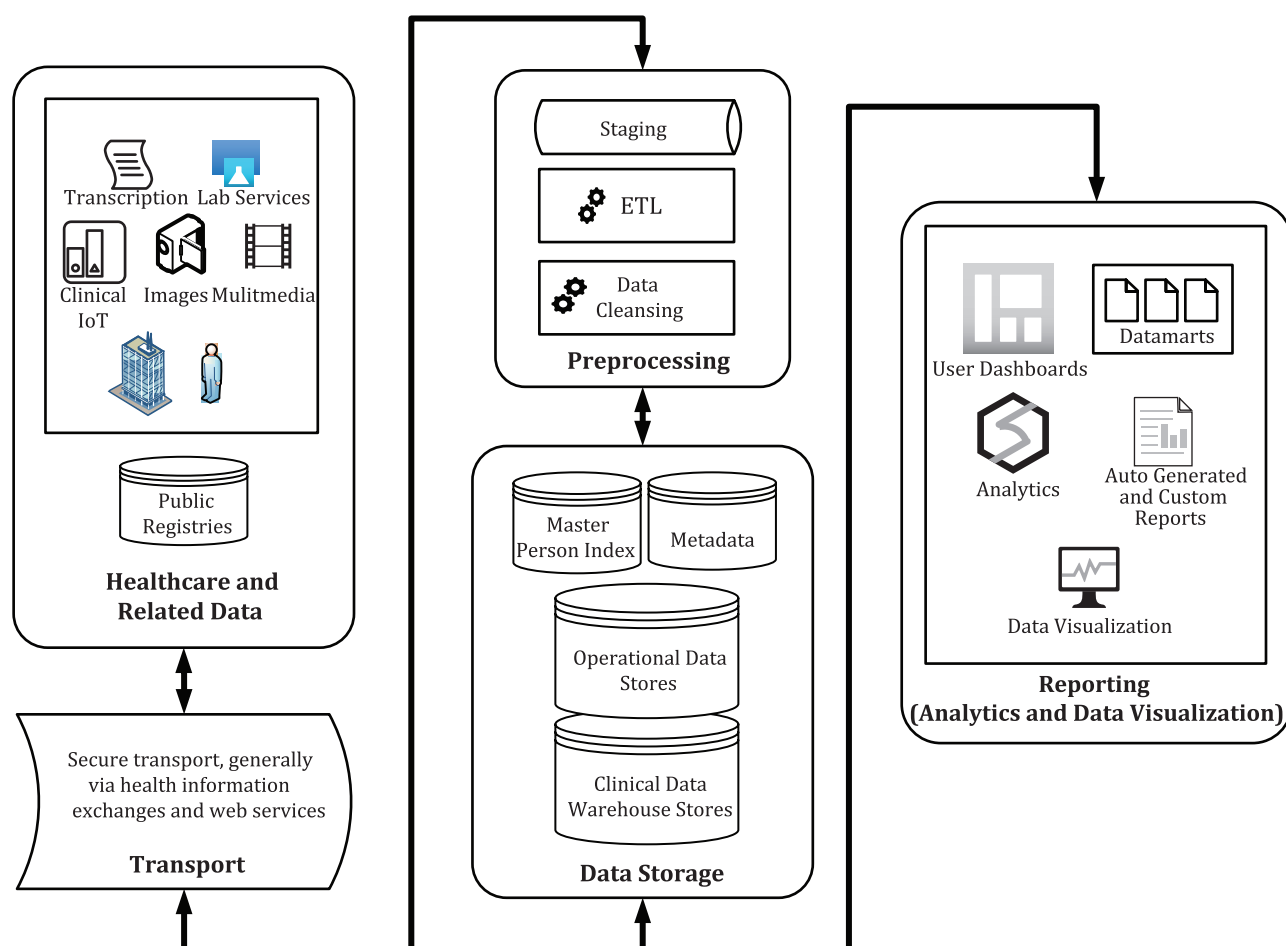 Transcription
Lab Services
Clinical
IoT
Images
Mulitmedia
Public
Registries
Healthcare and
Related Data
Secure transport, generally
via health information
exchanges and web services
Transport
Staging
ETL
Data
Cleansing
Preprocessing
Master
Person Index
Metadata
Operational Data
Stores
Clinical Data
Warehouse Stores
Data Storage
User Dashboards
Datamarts
Analytics
Auto Generated
and Custom
Reports
Data Visualization
Reporting
(Analytics and Data Visualization)